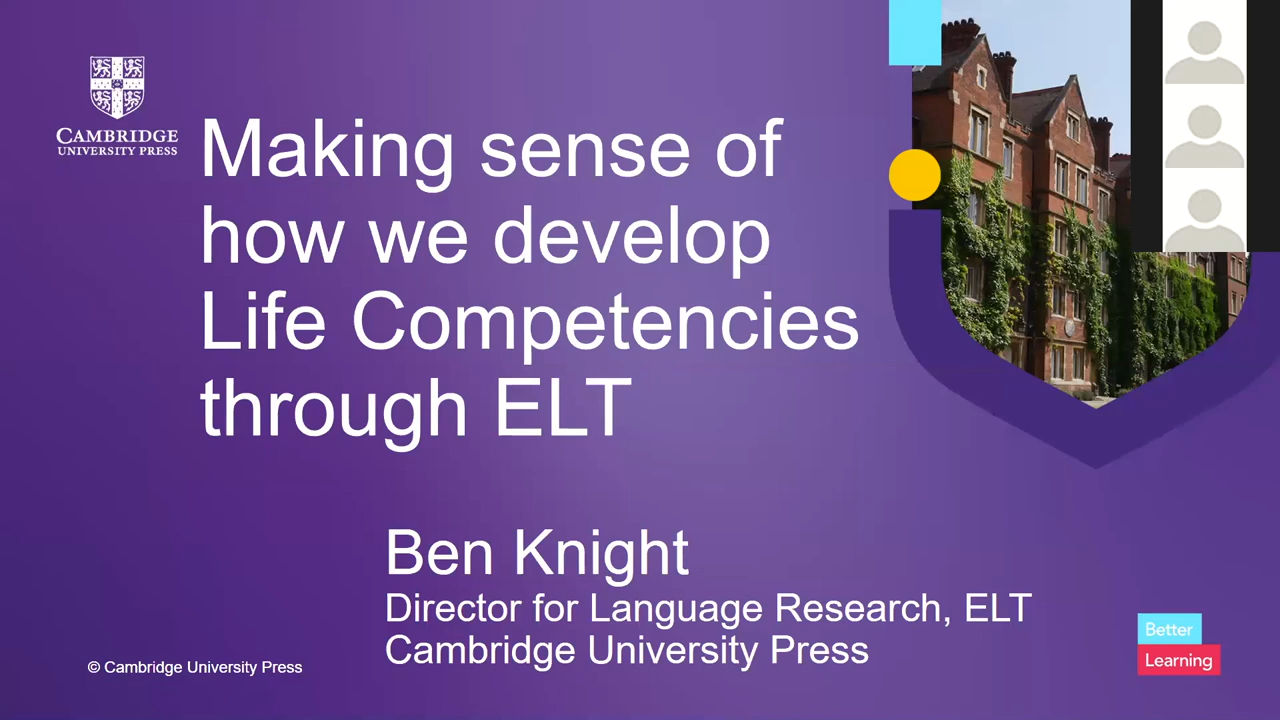 CAMBRIDGE
UNIVERSITY PRESS
Making sense of
how we develop
Life Competencies
through ELT
Ben Knight
Director for Language Research, ELT
Cambridge University Press
© Cambridge University Press
Better
Learning